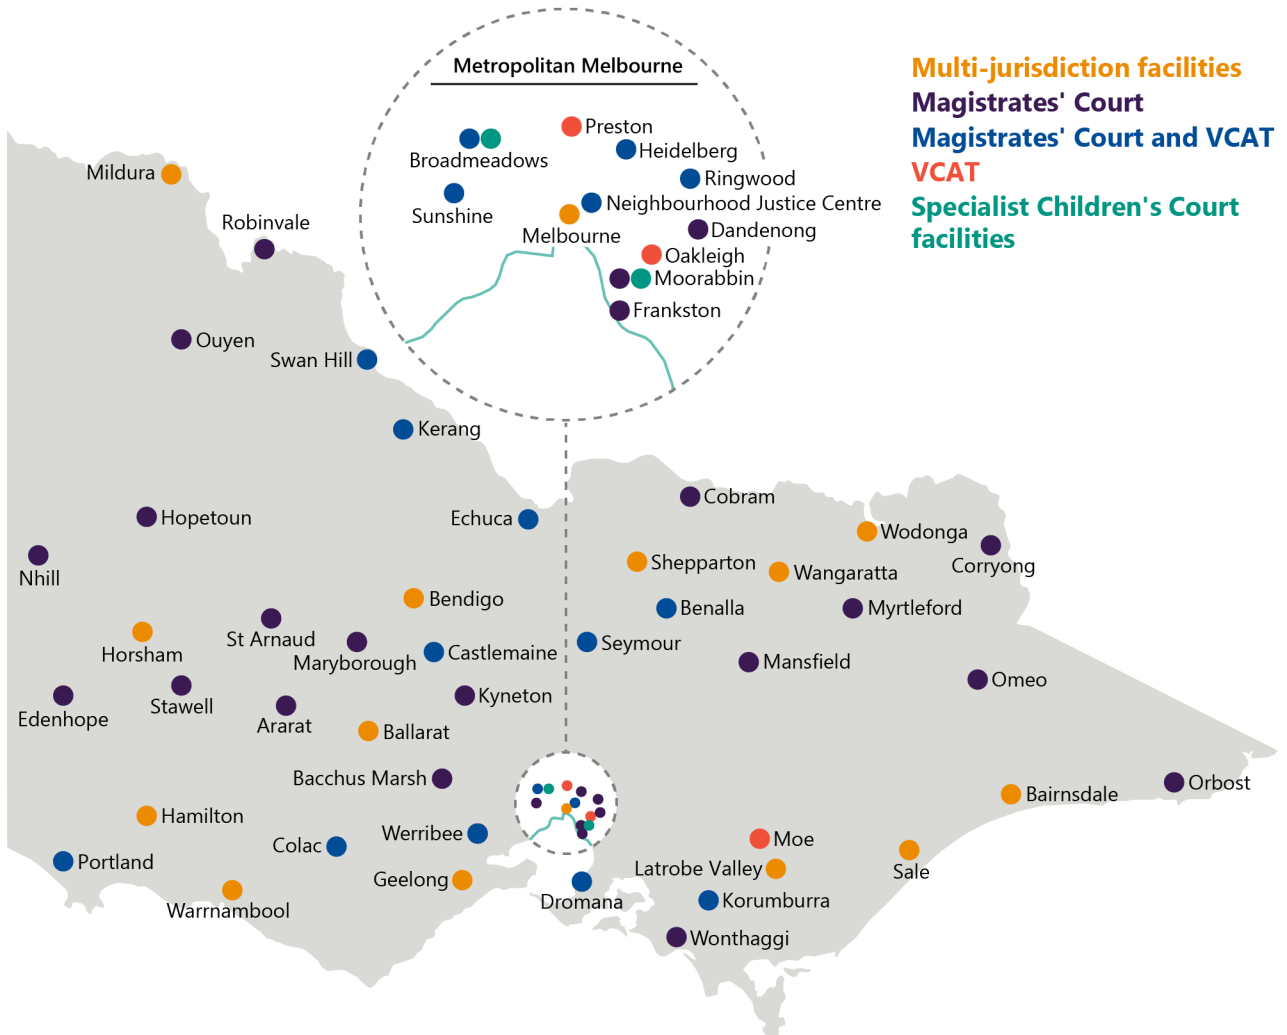 Metropolitan Melbourne
Multi-jurisdiction facilities
Magistrates' Court
Magistrates' Court and VCAT
VCAT
Specialist Children's Court
facilities
Preston
Broadmeadows
Heidelberg
Ringwood
Sunshine
Neighbourhood Justice Centre
Melbourne
Dandenong
Oakleigh
Moorabbin
Frankston
Mildura
Robinvale
Ouyen
Swan Hill
Kerang
Hopetoun
Echuca
Cobram
Wodonga
Corryong
Nhill
Shepparton
Wangaratta
Bendigo
Benalla
Myrtleford
Horsham
St Arnaud
Maryborough
Castlemaine
Seymour
Mansfield
Omeo
Edenhope
Stawell
Ararat
Kyneton
Ballarat
Bacchus Marsh
Orbost
Bairnsdale
Hamilton
Colac
Werribee
Moe
Portland
Geelong
Latrobe Valley
Sale
Warrnambool
Dromana
Korumburra
Wonthaggi